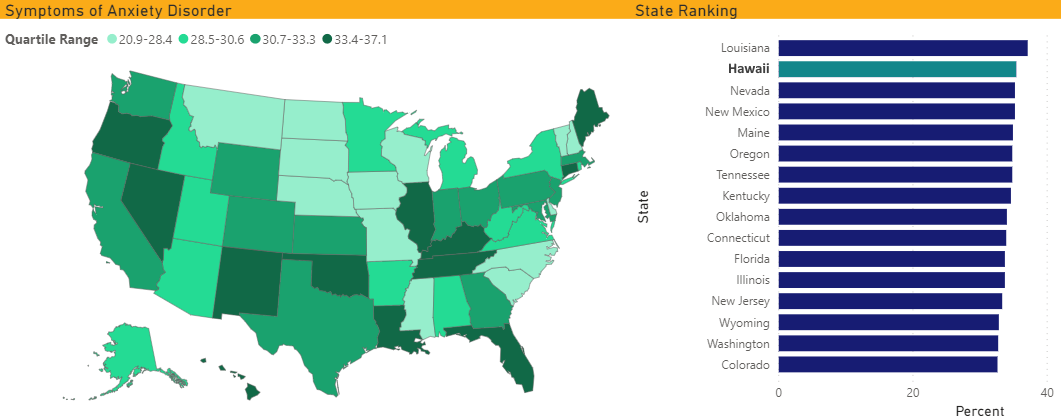 Symptoms of Anxiety Disorder
State Ranking
Quartile Range 20.9-28.4 28.5-30.6 30.7-33.3 33.4-37.1
Louisiana
Hawaii
Nevada
New Mexico
Maine
Oregon
Tennessee
Kentucky
Oklahoma
Connecticut
Florida
Illinois
New Jersey
Wyoming
Washington
Colorado
State
0 20 40
Percent